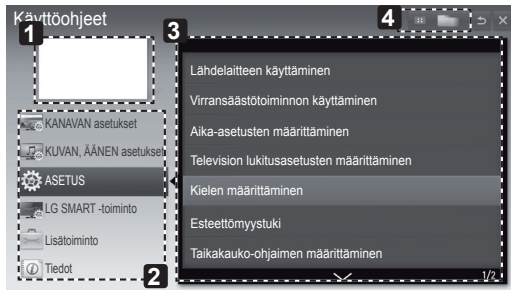 Käyttöohjeet
1
3
4
KANAVAN asetukset
KUVAN, ÄÄNEN asetukset
ASETUS
LG SMART -toiminto
Lisätoiminto
Tiedot
2
Lähdelaitteen käyttäminen
Virransäästötoiminnon käyttäminen
Aika-asetusten määrittäminen
Television lukitusasetusten määrittäminen
Kielen määrittäminen
Esteettömyystuki
Taikakauko-ohjaimen määrittäminen
1/2